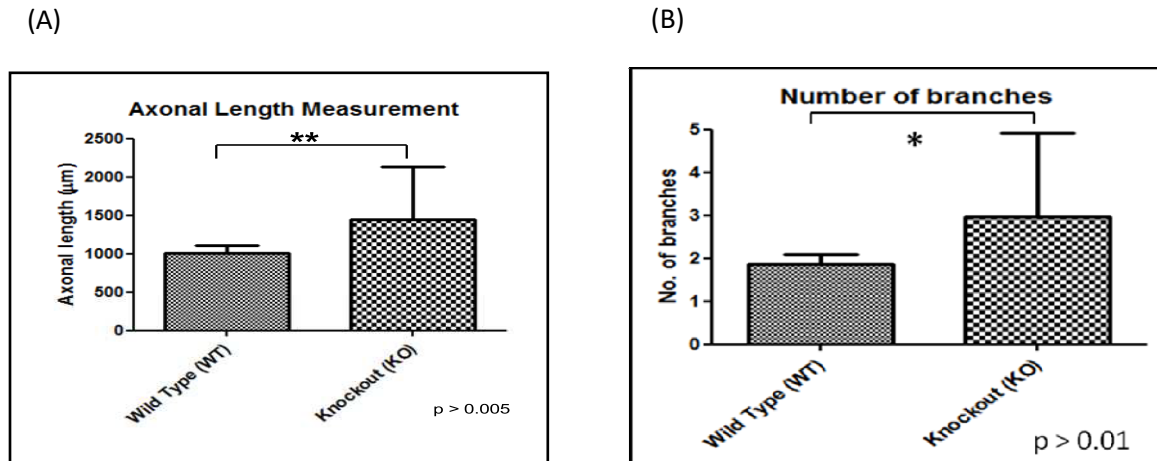 (A)
Axonal Length Measurement
**
2500
2000
1500
1000
500
0
Axonal length (µm)
Wild Type (WT)
Knockout (KO)
p > 0.005
(B)
Number of branches
*
5
4
3
2
1
0
No. of branches
Wild Type (WT)
Knockout (KO)
p > 0.01